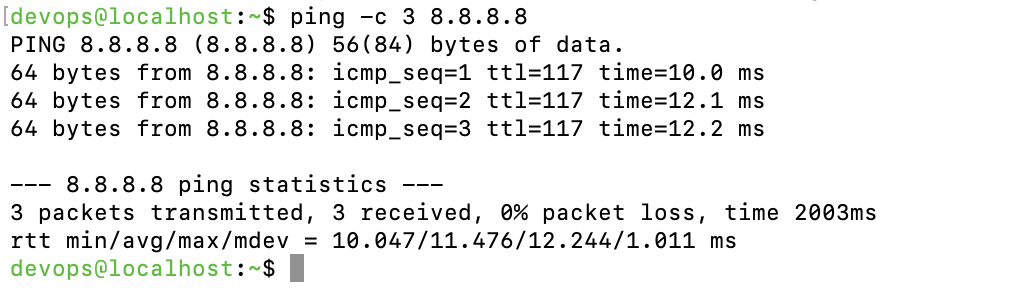 [devops@localhost:~$ ping -c 3 8.8.8.8
PING 8.8.8.8 (8.8.8.8) 56(84) bytes of data.
64 bytes from 8.8.8.8: icmp_seq=1 ttl=117 time=10.0 ms
64 bytes from 8.8.8.8: icmp_seq=2 ttl=117 time=12.1 ms
64 bytes from 8.8.8.8: icmp_seq=3 ttl=117 time=12.2 ms

--- 8.8.8.8 ping statistics ---
3 packets transmitted, 3 received, 0% packet loss, time 2003ms
rtt min/avg/max/mdev = 10.047/11.476/12.244/1.011 ms
devops@localhost:~$